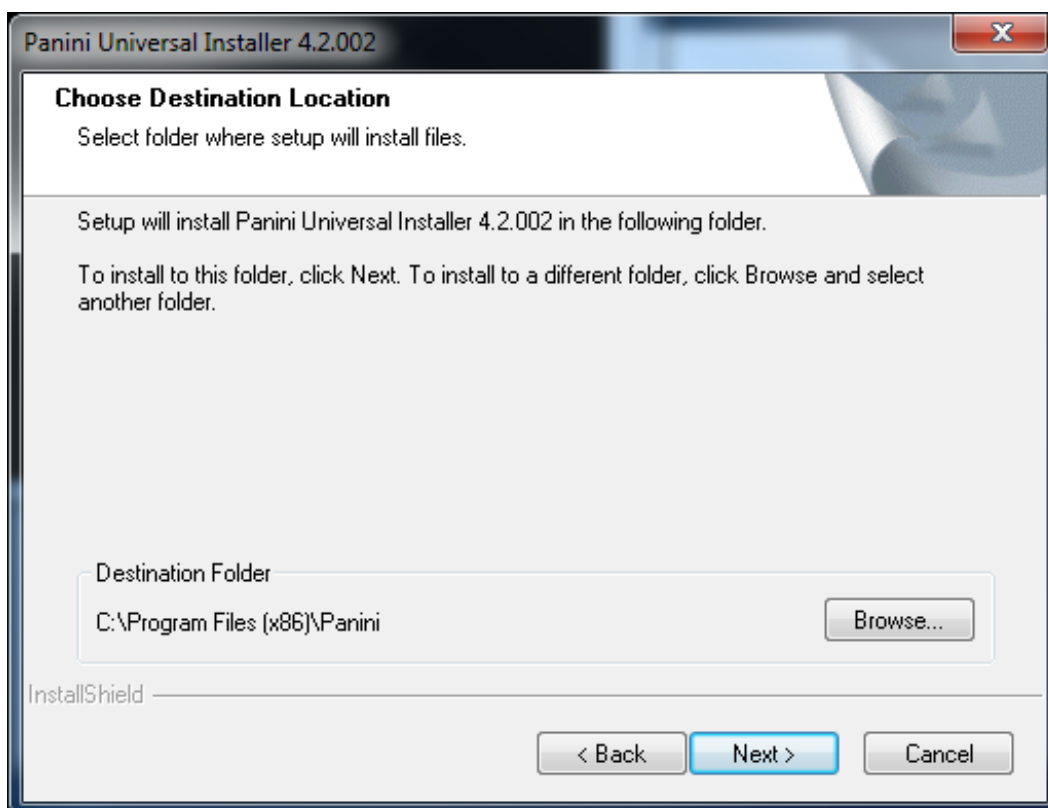 Panini Universal Installer 4.2.002
Choose Destination Location
Select folder where setup will install files.
Setup will install Panini Universal Installer 4.2.002 in the following folder.
To install to this folder, click Next. To install to a different folder, click Browse and select
another folder.
Destination Folder
C:\Program Files (x86)\Panini
Browse...
InstallShield
< Back
Next >
Cancel